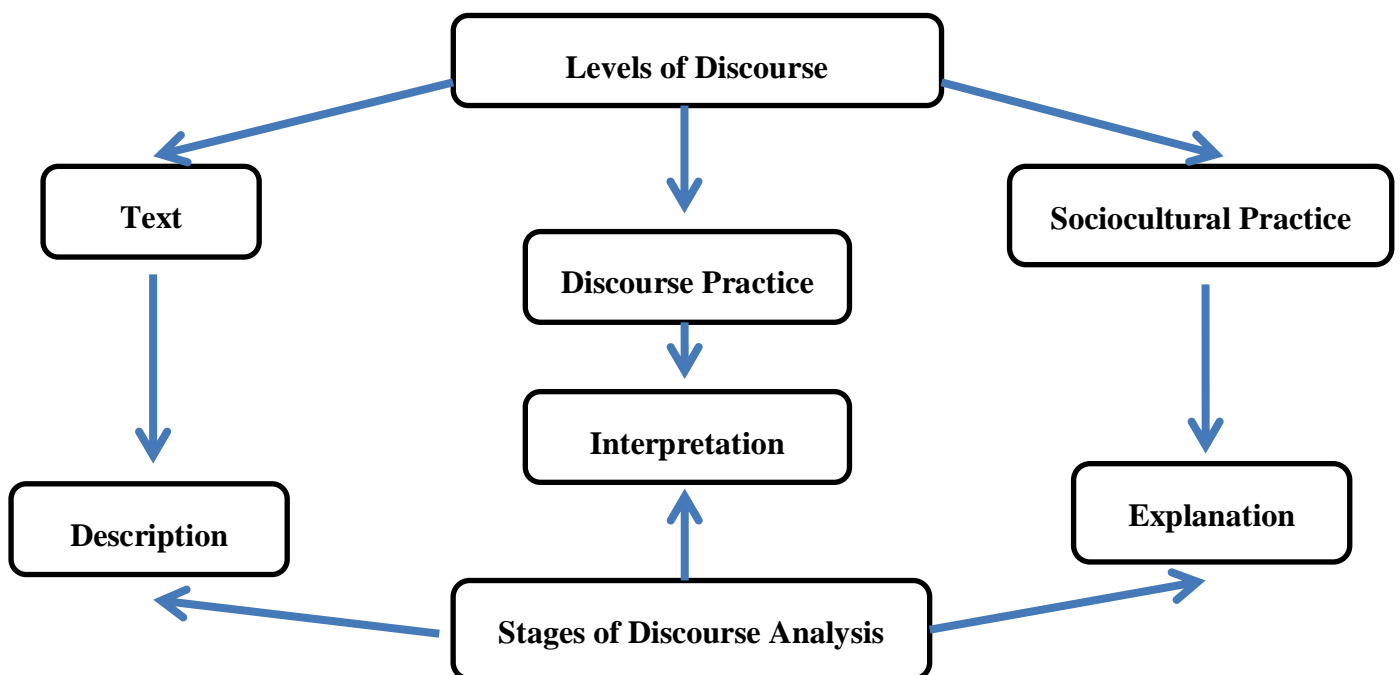 Levels of Discourse
Text
Sociocultural Practice
Discourse Practice
Interpretation
Explanation
Description
Stages of Discourse Analysis